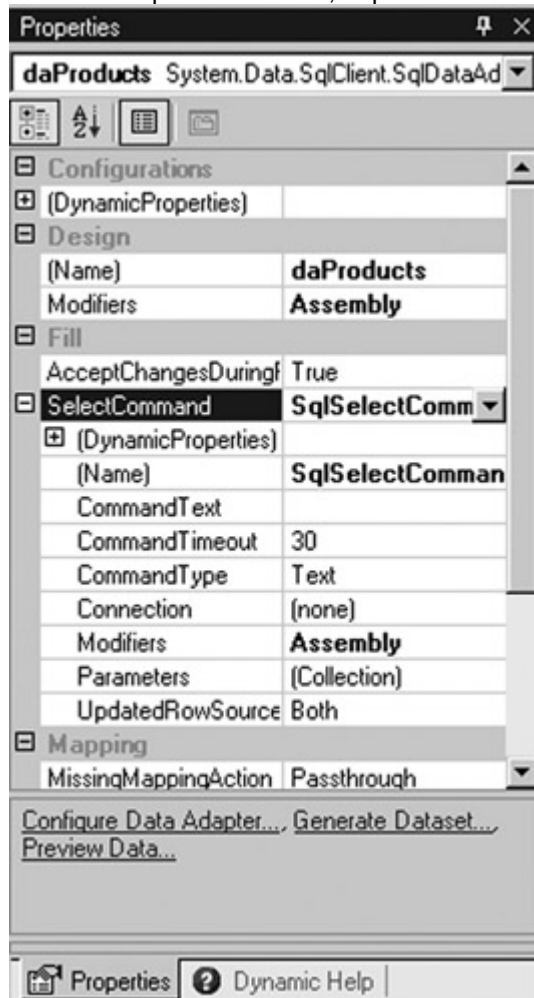 Properties
daProducts System.Data.SqlClient.SqlDataAd
Configurations
(DynamicProperties)
Design
(Name) daProducts
Modifiers Assembly
Fill
AcceptChangesDuringF True
SelectCommand SqlSelectComm
(DynamicProperties)
(Name) SqlSelectComman
CommandText
CommandTimeout 30
CommandType Text
Connection (none)
Modifiers Assembly
Parameters (Collection)
UpdatedRowSource Both
Mapping
MissingMappingAction Passthrough
Configure Data Adapter..., Generate Dataset...,
Preview Data...
Properties Dynamic Help